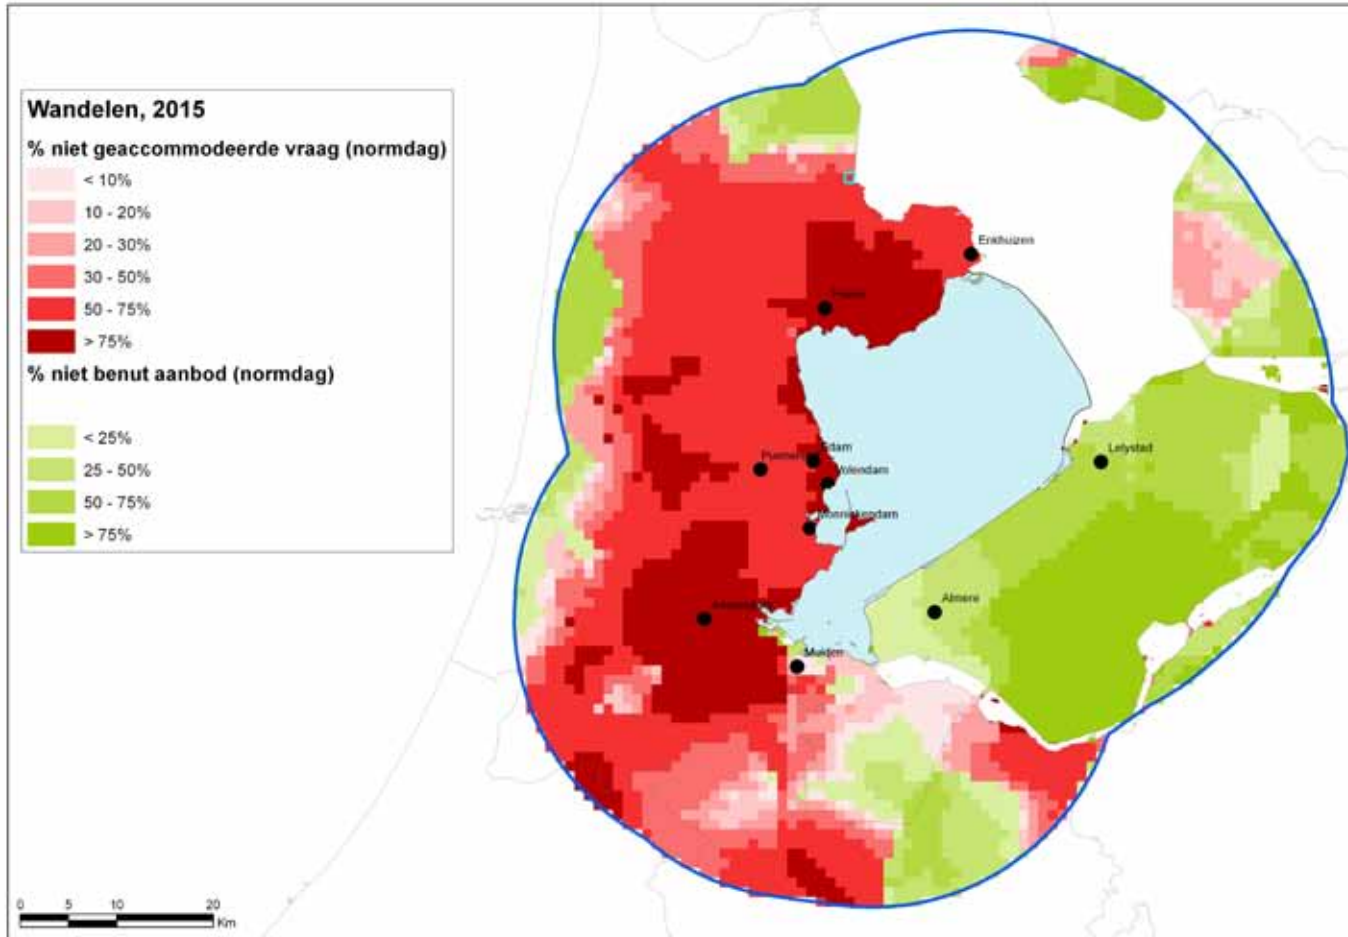 Wandelen, 2015
% niet geaccommodeerde vraag (normdag)
< 10%
10 - 20%
20 - 30%
30 - 50%
50 - 75%
> 75%
% niet benut aanbod (normdag)
< 25%
25 - 50%
50 - 75%
> 75%
Enkhuizen
Edam
Volendam
Lelystad
Monnickendam
Almere
Muiden
0 5 10 20
Km